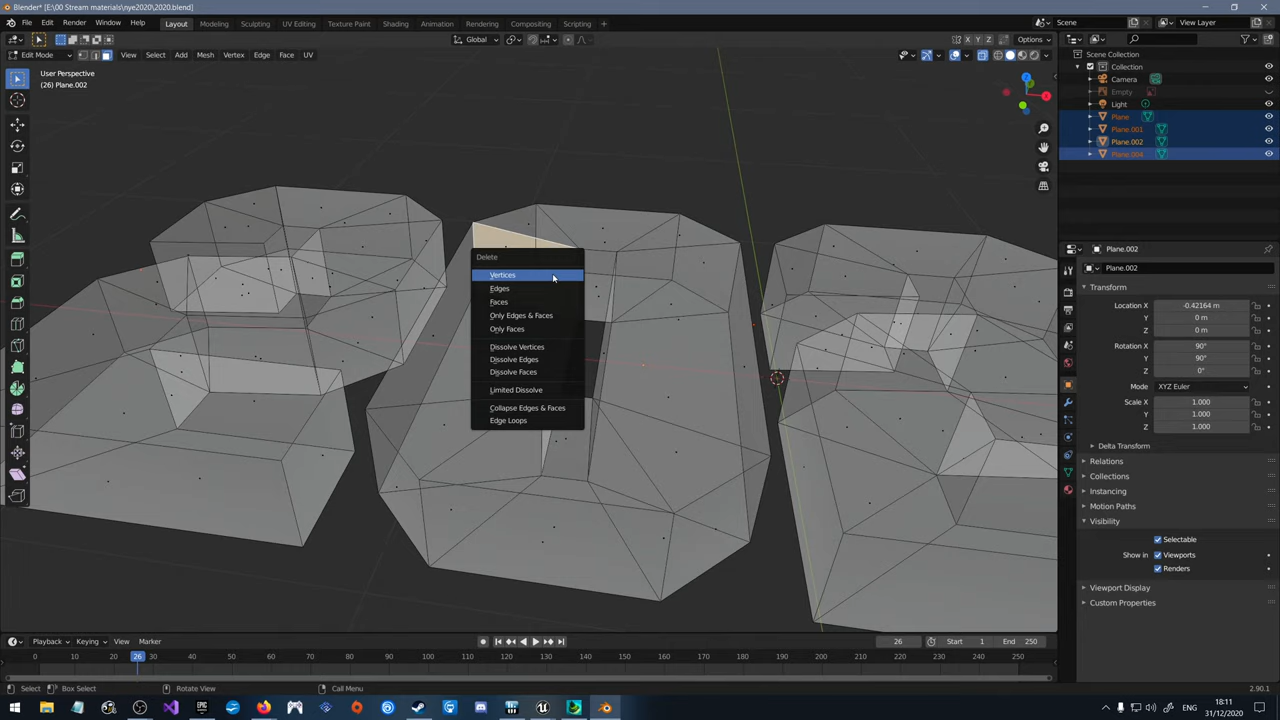 Blender* [E:\00 Stream materials\nye2020\2020.blend]
File Edit Render Window Help Layout Modeling Sculpting UV Editing Texture Paint Shading Animation Rendering Compositing Scripting + Scene View Layer
Global Options
Edit Mode View Select Add Mesh Vertex Edge Face UV X Y Z
User Perspective
(26) Plane.002
Scene Collection
Collection
Camera
Empty
Light
Plane
Plane.001
Plane.002
Plane.004
Delete
Vertices
Edges
Faces
Only Edges & Faces
Only Faces
Dissolve Vertices
Dissolve Edges
Dissolve Faces
Limited Dissolve
Collapse Edges & Faces
Edge Loops
Plane.002
Plane.002
Transform
Location X -0.42164 m
Y 0 m
Z 0 m
Rotation X 90°
Y 90°
Z 0°
Mode XYZ Euler
Scale X 1.000
Y 1.000
Z 1.000
Delta Transform
Relations
Collections
Instancing
Motion Paths
Visibility
Selectable
Show in Viewports
Renders
Viewport Display
Custom Properties
Playback Keying View Marker 26 Start 1 End 250
0 10 20 26 30 40 50 60 70 80 90 100 110 120 130 140 150 160 170 180 190 200 210 220 230 240 250
Select Box Select Rotate View Call Menu 2.90.1
18:11
31/12/2020